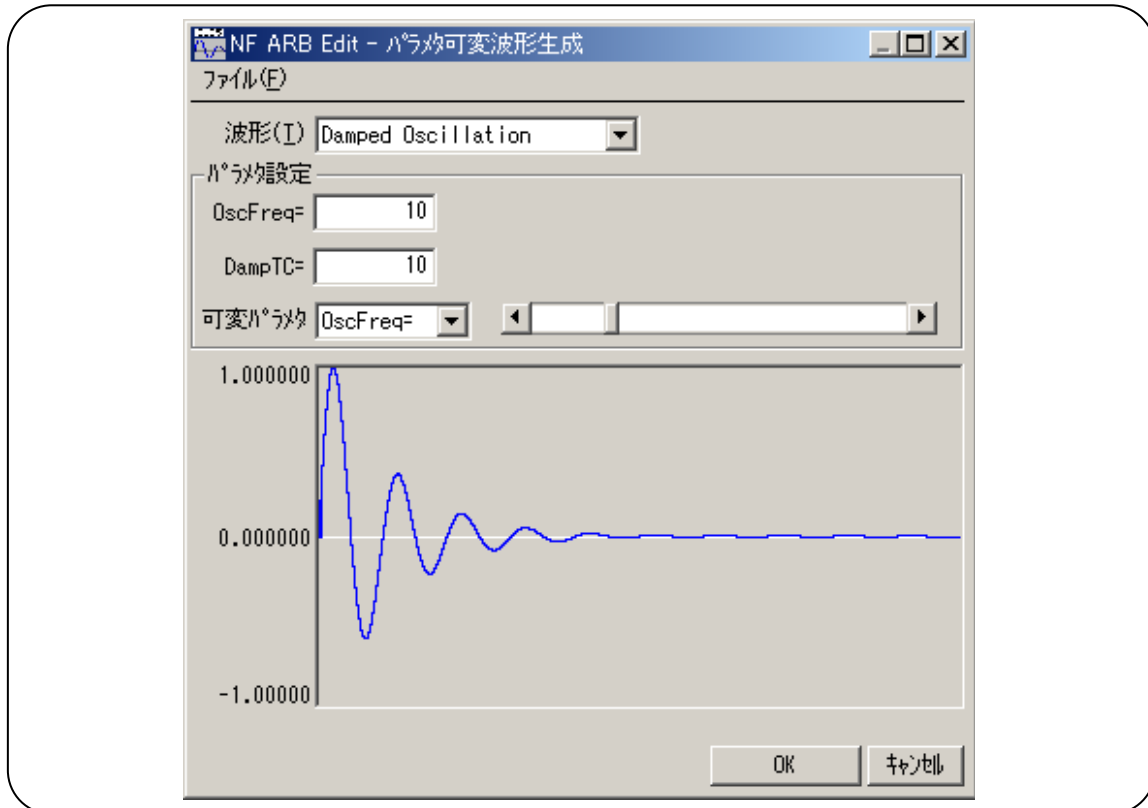 NF ARB Edit - パラメタ可変波形生成
ファイル(F)
波形(T) Damped Oscillation
パラメタ設定
OscFreq= 10
DampTC= 10
可変パラメタ OscFreq=
1.000000
0.000000
-1.00000
OK キャンセル